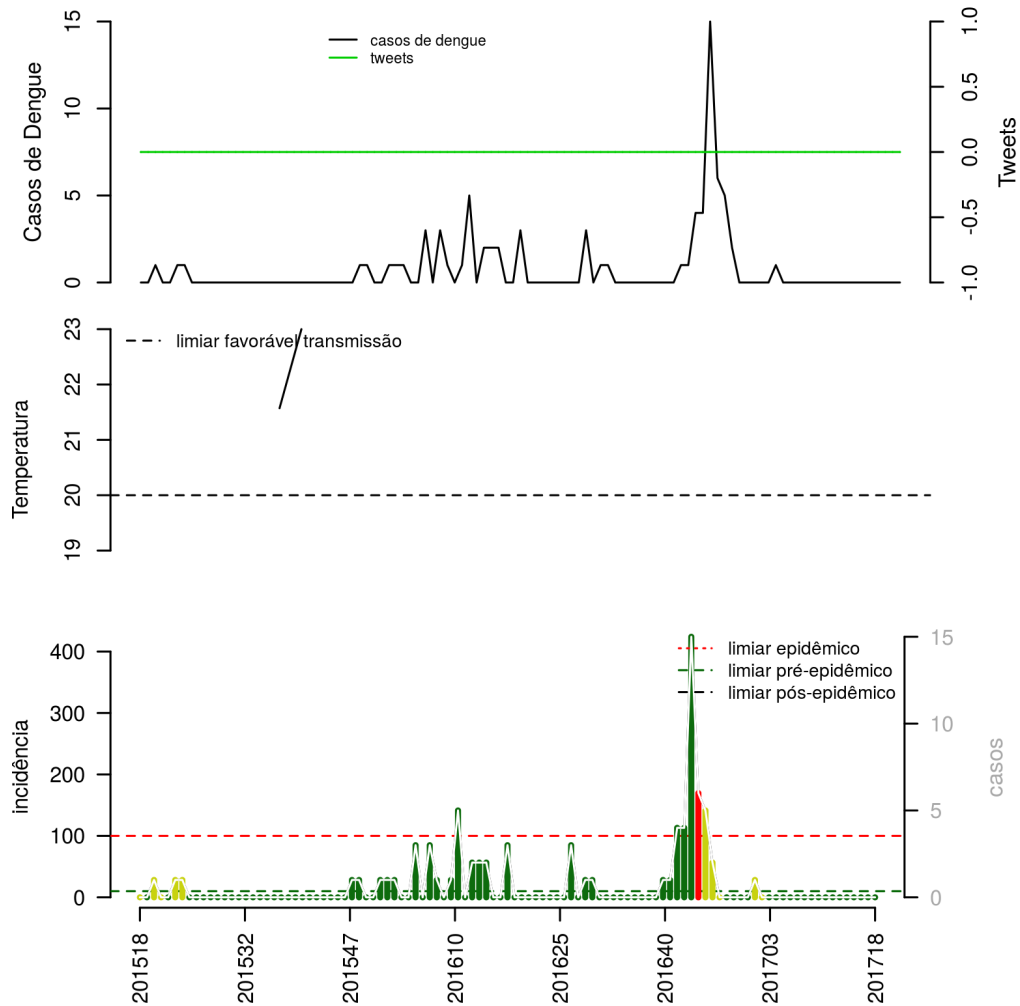 Casos de Dengue
0
5
10
15
casos de dengue
tweets
-1.0
-0.5
0.0
0.5
1.0
Tweets
Temperatura
19
20
21
22
23
limiar favorável transmissão
incidência
0
100
200
300
400
limiar epidêmico
limiar pré-epidêmico
limiar pós-epidêmico
0
5
10
15
casos
201518
201532
201547
201610
201625
201640
201703
201718